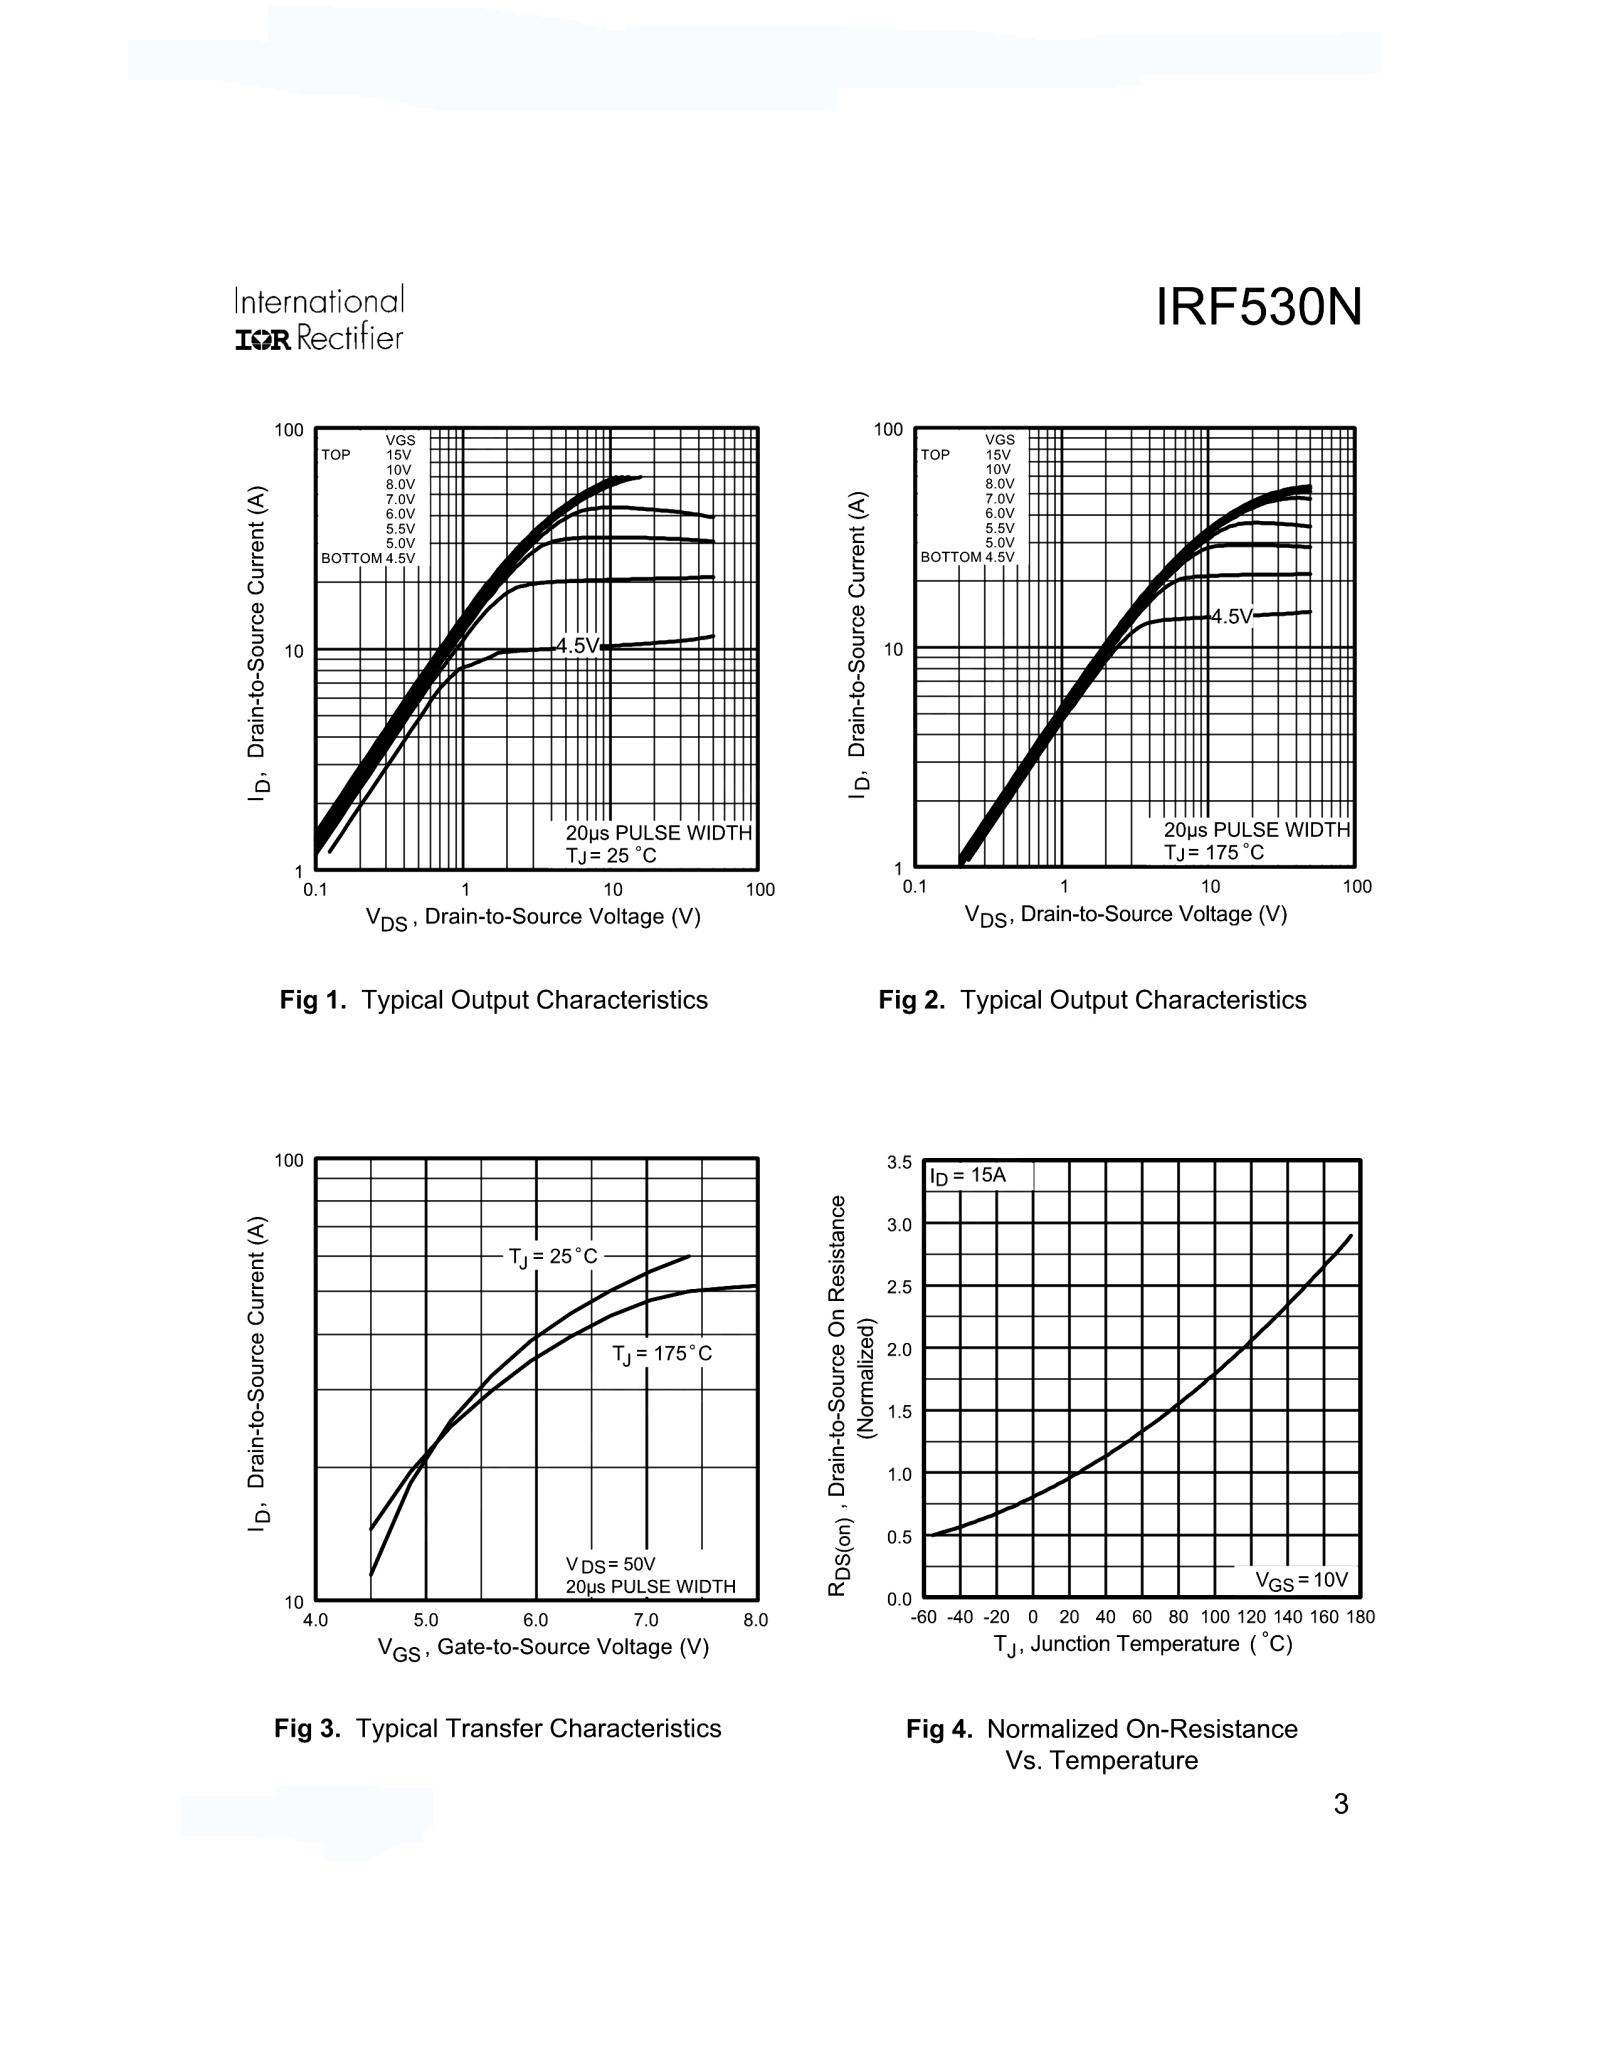 International
IOR Rectifier
IRF530N
100
10
1
0.1 1 10 100
VGS
TOP 15V
10V
8.0V
7.0V
6.0V
5.5V
5.0V
BOTTOM 4.5V
4.5V
20µs PULSE WIDTH
TJ = 25 °C
ID, Drain-to-Source Current (A)
VDS , Drain-to-Source Voltage (V)
Fig 1. Typical Output Characteristics
100
10
1
0.1 1 10 100
VGS
TOP 15V
10V
8.0V
7.0V
6.0V
5.5V
5.0V
BOTTOM 4.5V
4.5V
20µs PULSE WIDTH
TJ = 175 °C
ID, Drain-to-Source Current (A)
VDS, Drain-to-Source Voltage (V)
Fig 2. Typical Output Characteristics
100
10
4.0 5.0 6.0 7.0 8.0
TJ = 25°C
TJ = 175°C
VDS = 50V
20µs PULSE WIDTH
ID, Drain-to-Source Current (A)
VGS , Gate-to-Source Voltage (V)
Fig 3. Typical Transfer Characteristics
3.5
3.0
2.5
2.0
1.5
1.0
0.5
0.0
-60 -40 -20 0 20 40 60 80 100 120 140 160 180
ID = 15A
VGS = 10V
RDS(on) , Drain-to-Source On Resistance
(Normalized)
TJ, Junction Temperature ( °C)
Fig 4. Normalized On-Resistance
Vs. Temperature
3